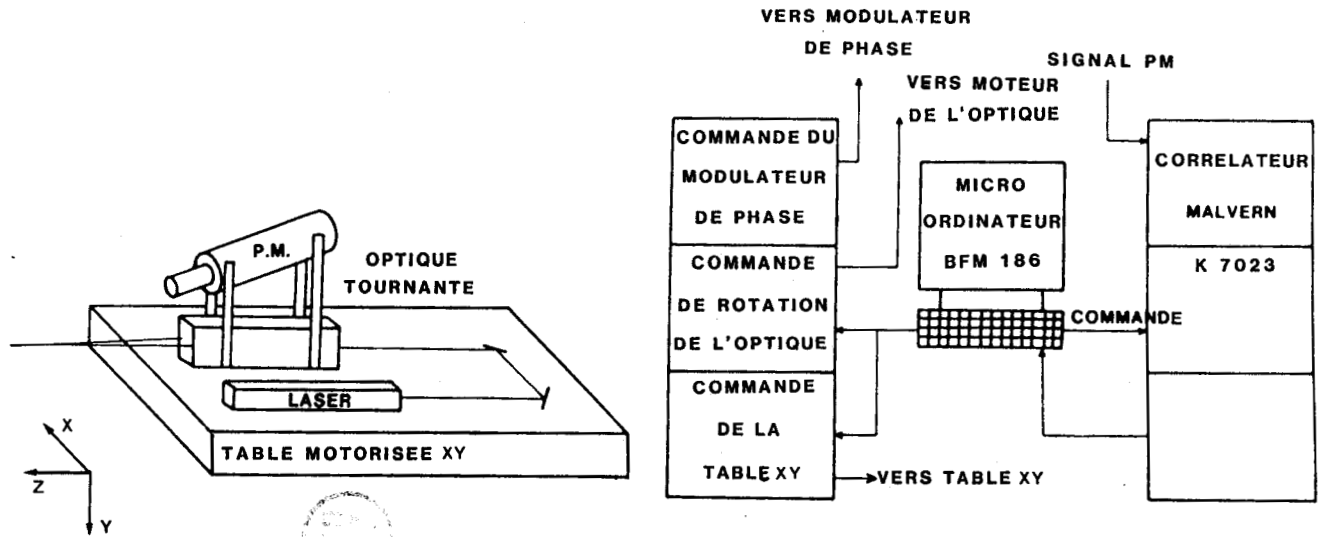 P.M.
OPTIQUE
TOURNANTE
LASER
TABLE MOTORISEE XY
X
Z
Y
VERS MODULATEUR
DE PHASE
SIGNAL PM
VERS MOTEUR
DE L'OPTIQUE
COMMANDE DU
MODULATEUR
DE PHASE
COMMANDE
DE ROTATION
DE L'OPTIQUE
COMMANDE
DE LA
TABLE XY
VERS TABLE XY
MICRO
ORDINATEUR
BFM 186
COMMANDE
CORRELATEUR
MALVERN
K 7023